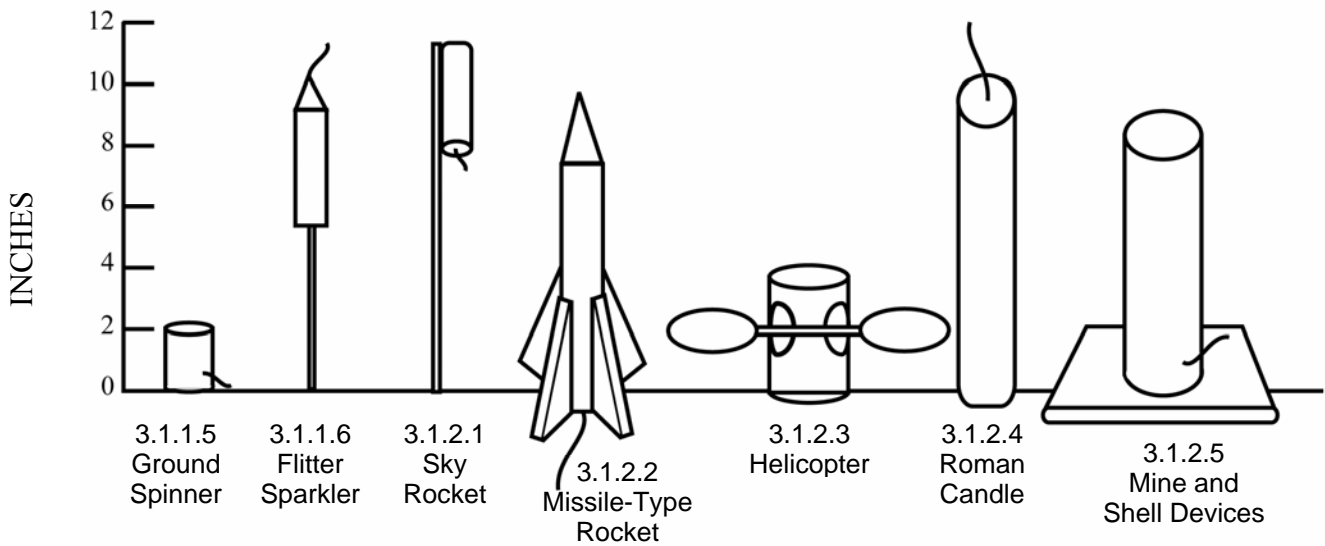 12
10
8
6
4
2
0
INCHES
3.1.1.5
Ground
Spinner
3.1.1.6
Flitter
Sparkler
3.1.2.1
Sky
Rocket
3.1.2.2
Missile-Type
Rocket
3.1.2.3
Helicopter
3.1.2.4
Roman
Candle
3.1.2.5
Mine and
Shell Devices